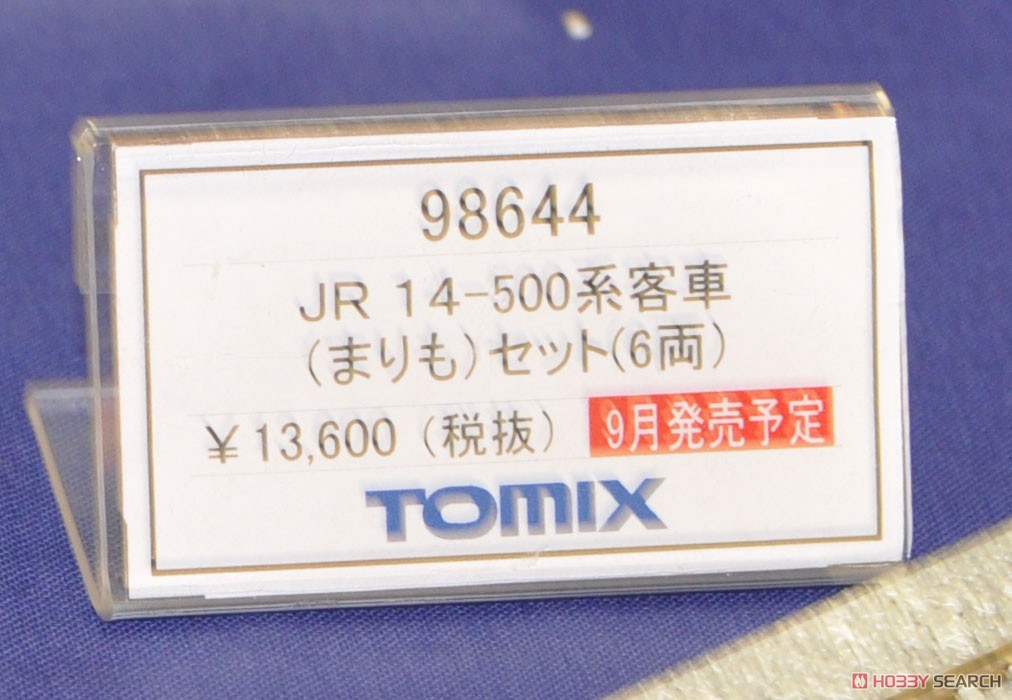 98644
JR 14-500系客車
(まりも)セット(6両)
¥13,600(税抜) 9月発売予定
TOMIX
HOBBY SEARCH